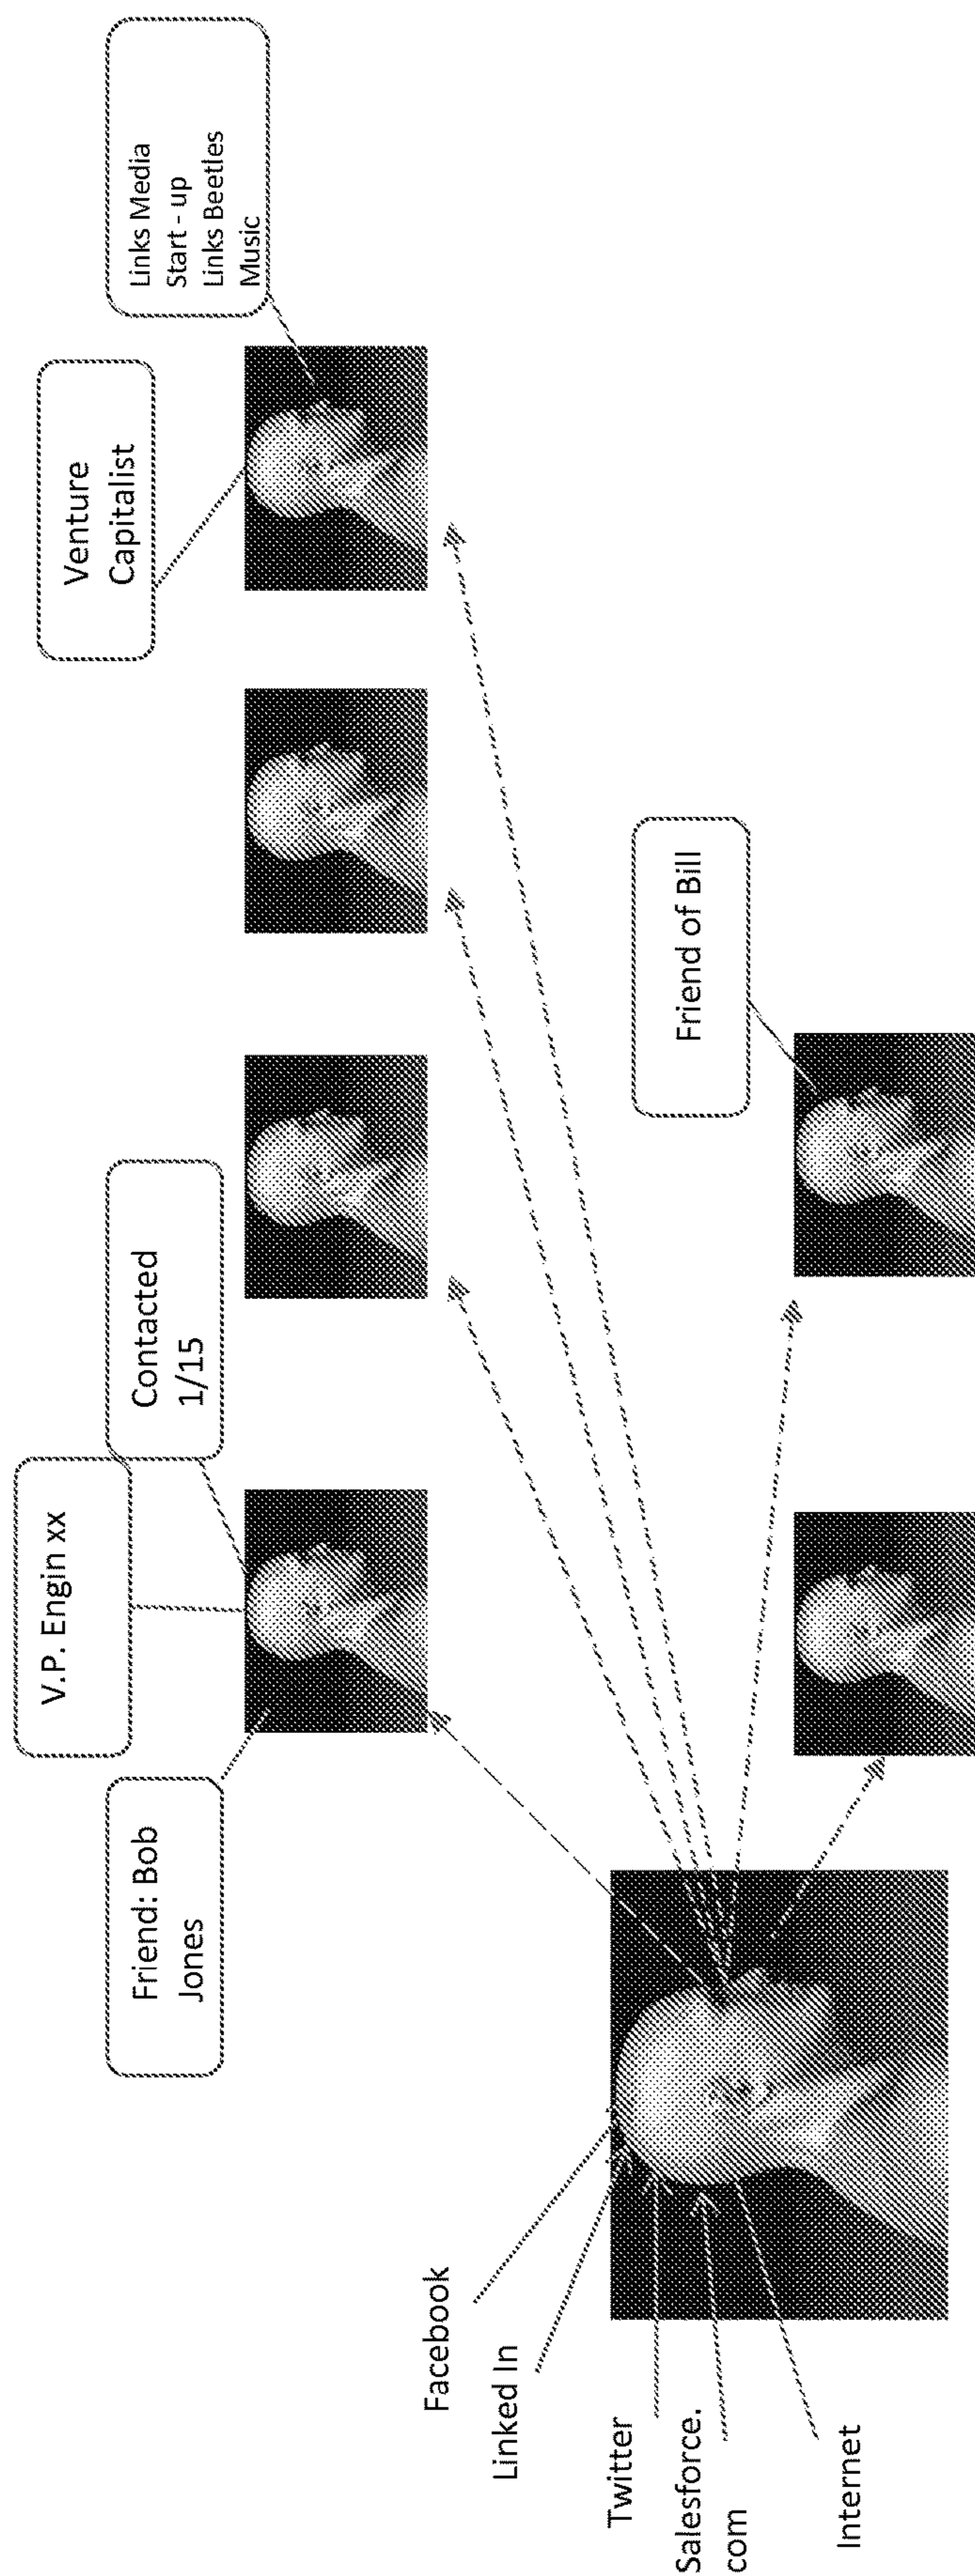 Links Media
Start - up
Links Beetles
Music
Venture
Capitalist
Contacted
1/15
V.P. Engin xx
Friend: Bob
Jones
Friend of Bill
Facebook
Linked In
Twitter
Salesforce.
com
Internet